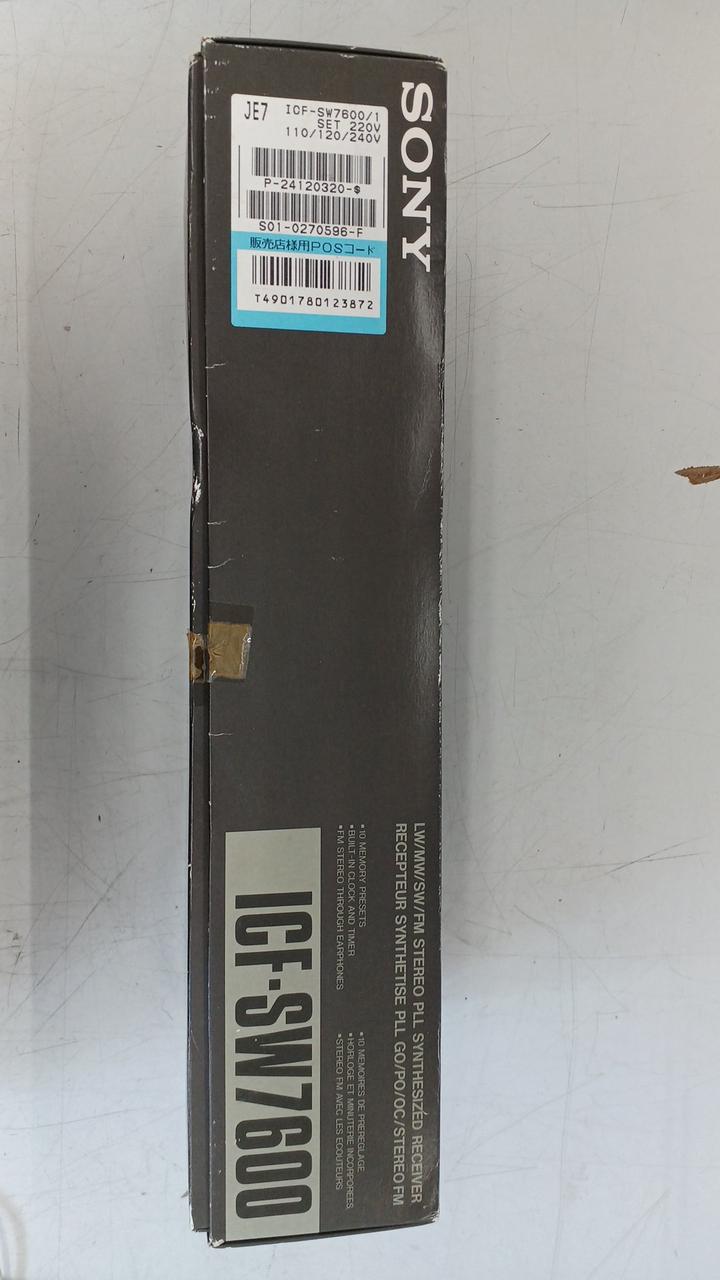 SONY
JE7 ICF-SW7600/1
SET 220V
110/120/240V
P-24120320-$
S01-0270596-F
販売店様用POSコード
T4901780123872
LW/MW/SW/FM STEREO PLL SYNTHESIZED RECEIVER
RECEPTEUR SYNTHETISE PLL GO/PO/OC/STEREO FM
▪10 MEMORY PRESETS
▪BUILT-IN CLOCK AND TIMER
▪FM STEREO THROUGH EARPHONES
▪10 MEMOIRES DE PREREGLAGE
▪HORLOGE ET MINUTERIE INCORPOREES
▪STEREO FM AVEC LES ECOUTEURS
ICF-SW7600